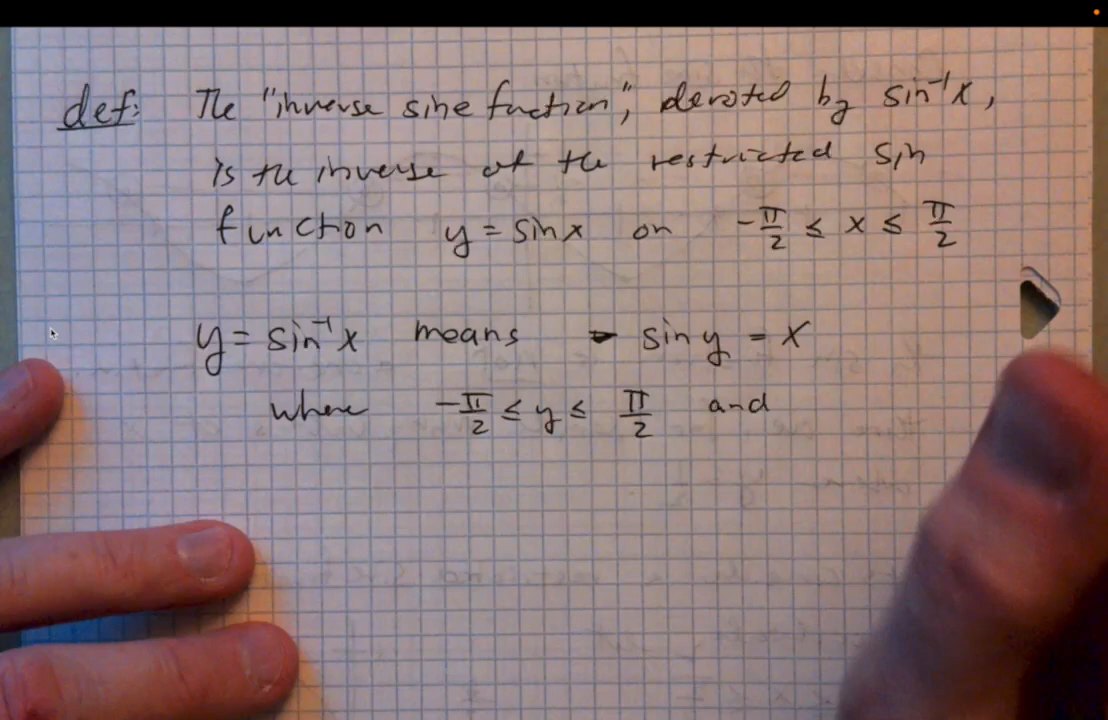 def: The "inverse sine function", denoted by sin⁻¹x,
is the inverse of the restricted sin
function y = sin x on -π/2 ≤ x ≤ π/2
y = sin⁻¹x means sin y = x
where -π/2 ≤ y ≤ π/2 and